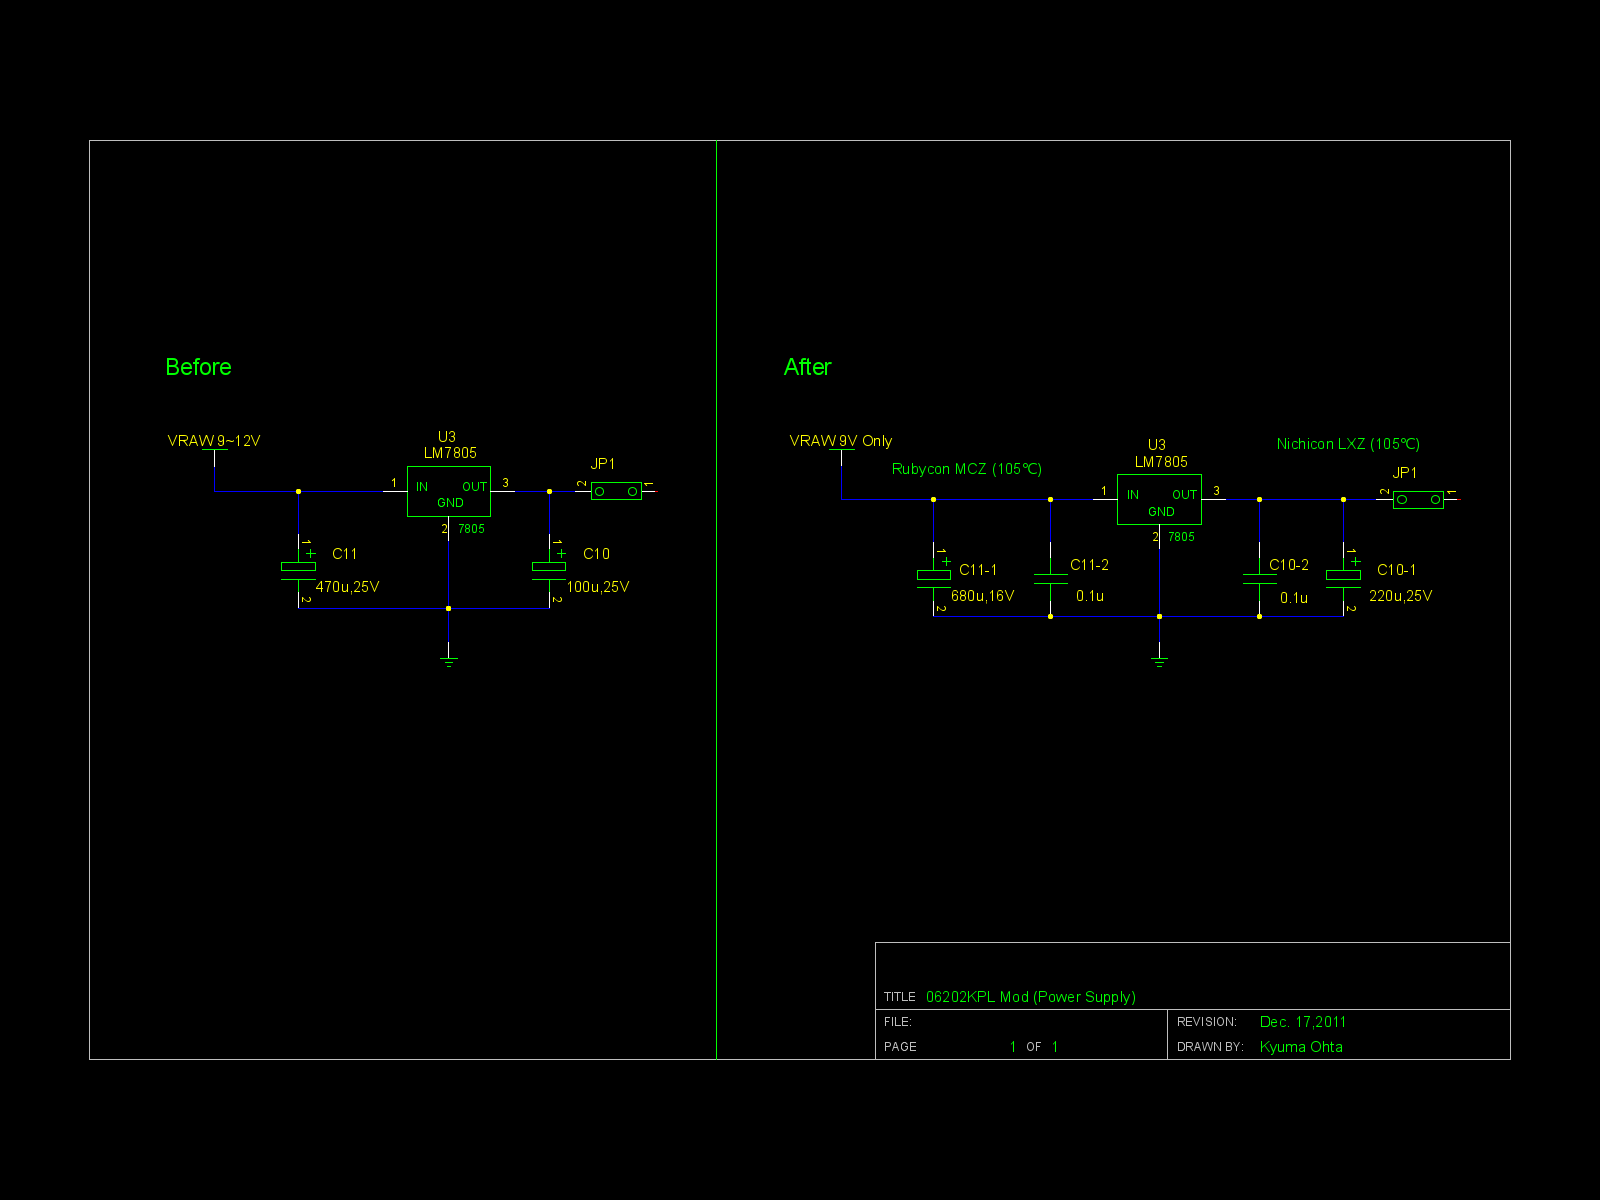 Before
VRAW 9~12V
U3
LM7805
JP1
1
IN
OUT
3
2
1
GND
2
7805
1
+
C11
470u,25V
2
1
+
C10
100u,25V
2
After
VRAW 9V Only
Rubycon MCZ (105℃)
U3
LM7805
Nichicon LXZ (105℃)
JP1
1
IN
OUT
3
2
1
GND
2
7805
1
+
C11-1
680u,16V
2
C11-2
0.1u
C10-2
0.1u
1
+
C10-1
220u,25V
2
TITLE 06202KPL Mod (Power Supply)
FILE:
REVISION: Dec. 17,2011
PAGE 1 OF 1
DRAWN BY: Kyuma Ohta